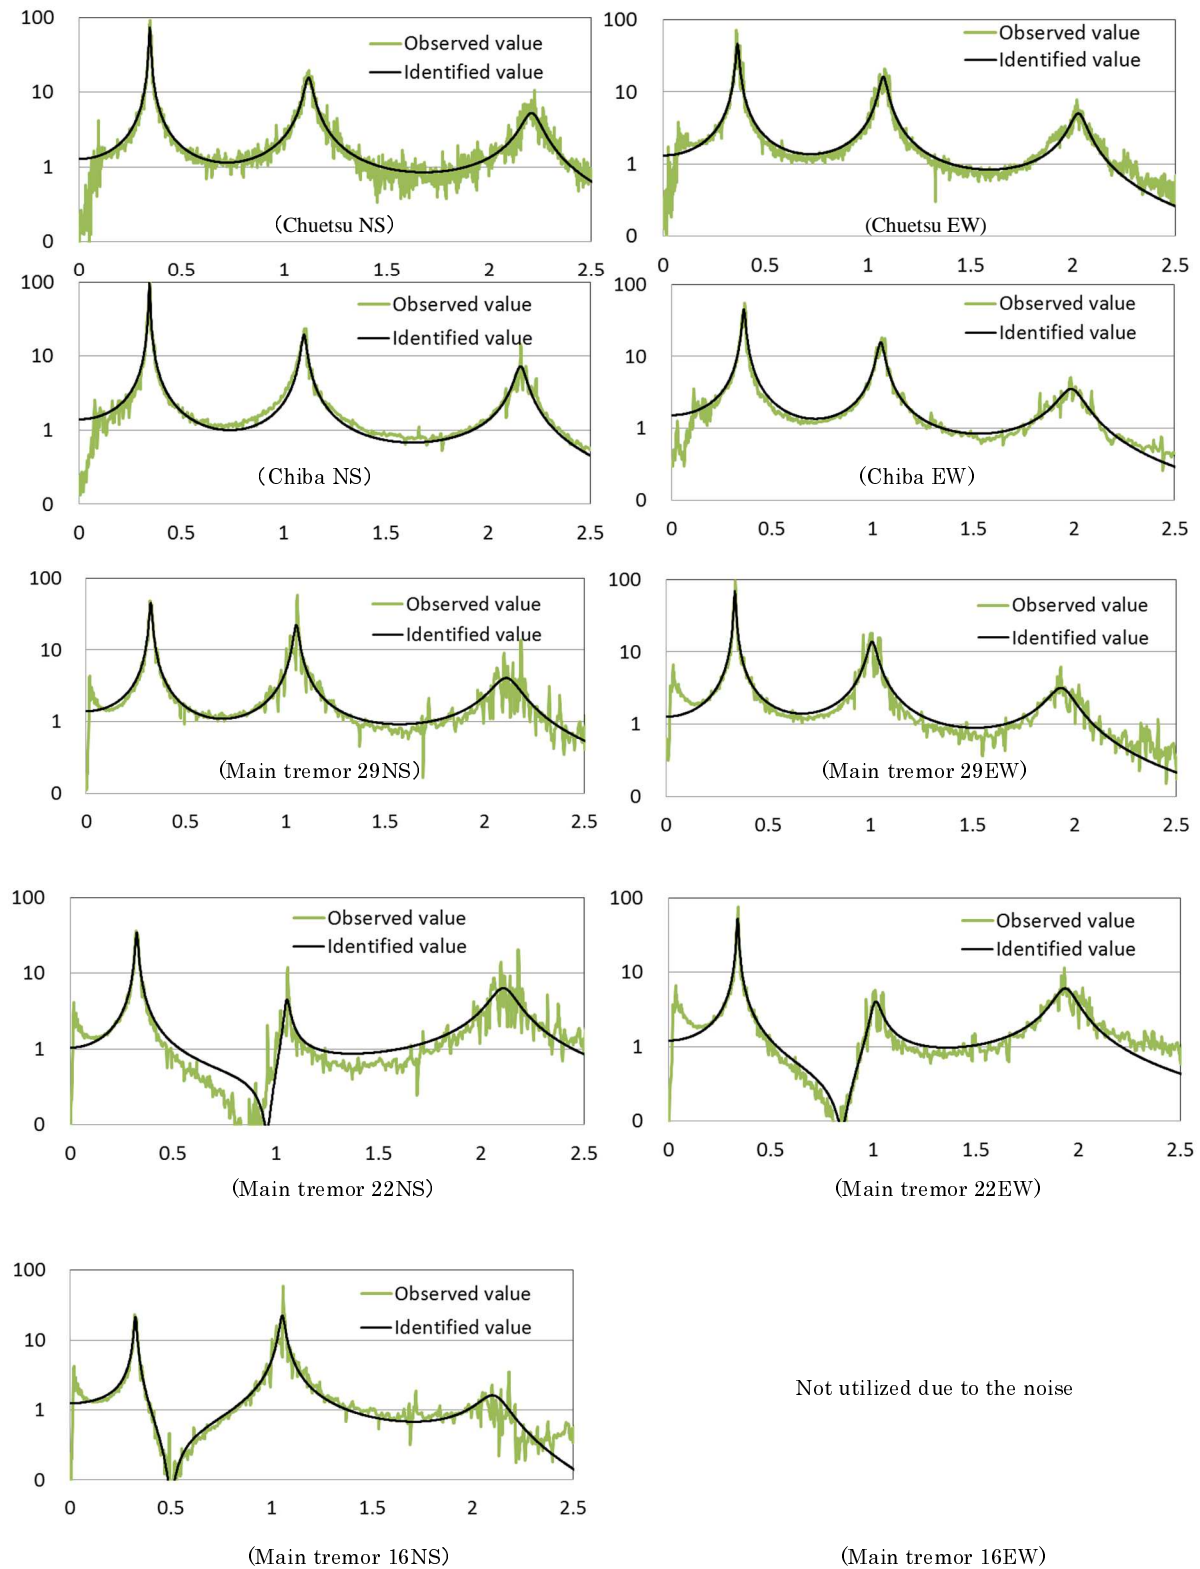 100
10
1
0
Observed value
Identified value
(Chuetsu NS)
0 0.5 1 1.5 2 2.5
100
10
1
0
Observed value
Identified value
(Chuetsu EW)
0 0.5 1 1.5 2 2.5
100
10
1
0
Observed value
Identified value
(Chiba NS)
0 0.5 1 1.5 2 2.5
100
10
1
0
Observed value
Identified value
(Chiba EW)
0 0.5 1 1.5 2 2.5
100
10
1
0
Observed value
Identified value
(Main tremor 29NS)
0 0.5 1 1.5 2 2.5
100
10
1
0
Observed value
Identified value
(Main tremor 29EW)
0 0.5 1 1.5 2 2.5
100
10
1
0
Observed value
Identified value
0 0.5 1 1.5 2 2.5
(Main tremor 22NS)
100
10
1
0
Observed value
Identified value
0 0.5 1 1.5 2 2.5
(Main tremor 22EW)
100
10
1
0
Observed value
Identified value
0 0.5 1 1.5 2 2.5
(Main tremor 16NS)
Not utilized due to the noise
(Main tremor 16EW)